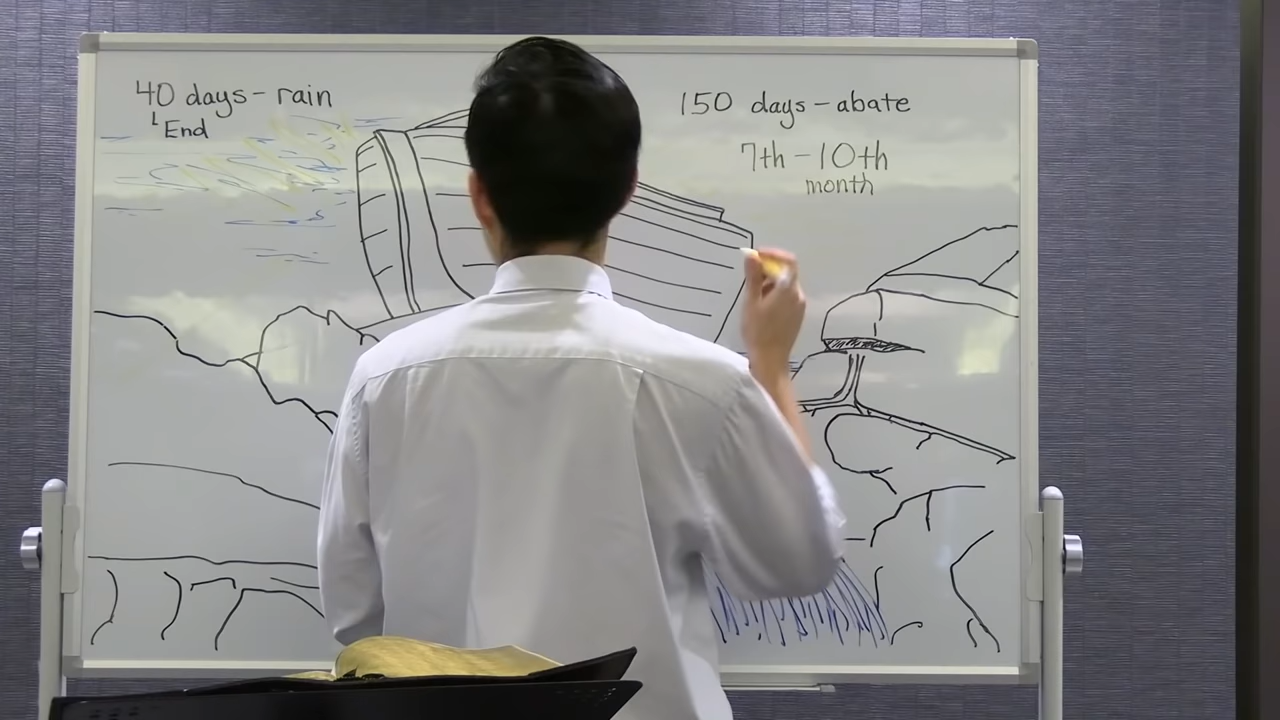 40 days - rain
End
150 days - abate
7th - 10th
month